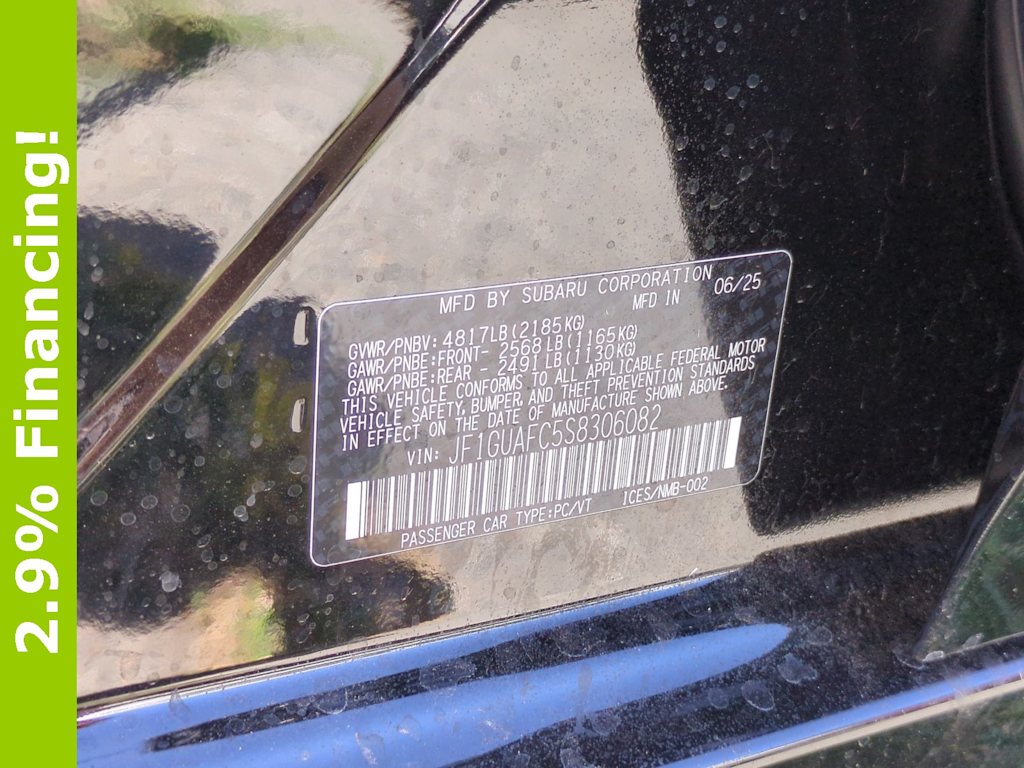 2.9% Financing!
MFD BY SUBARU CORPORATION
MFD IN 06/25
GVWR/PNBV: 4817LB(2185KG)
GAWR/PNBE:FRONT- 2568LB(1165KG)
GAWR/PNBE:REAR - 2491LB(1130KG)
THIS VEHICLE CONFORMS TO ALL APPLICABLE FEDERAL MOTOR
VEHICLE SAFETY, BUMPER, AND THEFT PREVENTION STANDARDS
IN EFFECT ON THE DATE OF MANUFACTURE SHOWN ABOVE.
VIN: JF1GUAFC5S8306082
PASSENGER CAR TYPE:PC/VT ICES/NMB-002